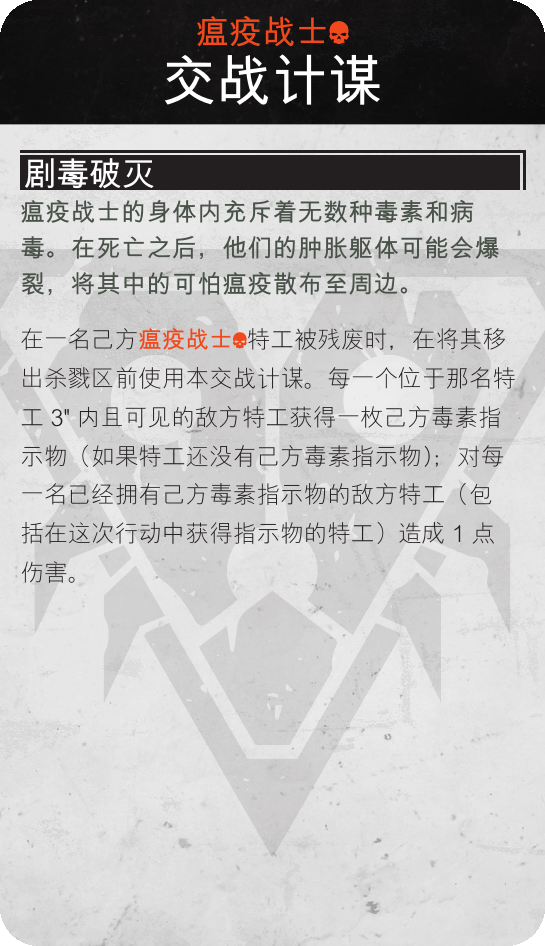 瘟疫战士
交战计谋
剧毒破灭
瘟疫战士的身体内充斥着无数种毒素和病
毒。在死亡之后，他们的肿胀躯体可能会爆
裂，将其中的可怕瘟疫散布至周边。
在一名己方瘟疫战士特工被残废时，在将其移
出杀戮区前使用本交战计谋。每一个位于那名特
工 3" 内且可见的敌方特工获得一枚己方毒素指
示物（如果特工还没有己方毒素指示物）；对每
一名已经拥有己方毒素指示物的敌方特工（包
括在这次行动中获得指示物的特工）造成 1 点
伤害。